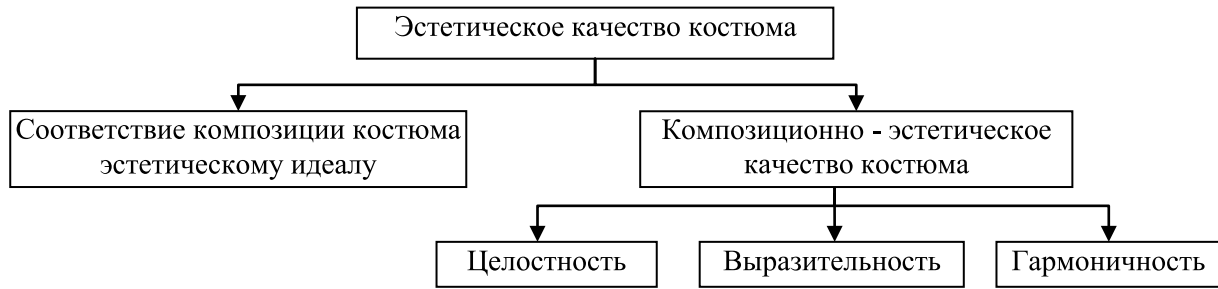 Эстетическое качество костюма
Соответствие композиции костюма
эстетическому идеалу
Композиционно - эстетическое
качество костюма
Целостность
Выразительность
Гармоничность